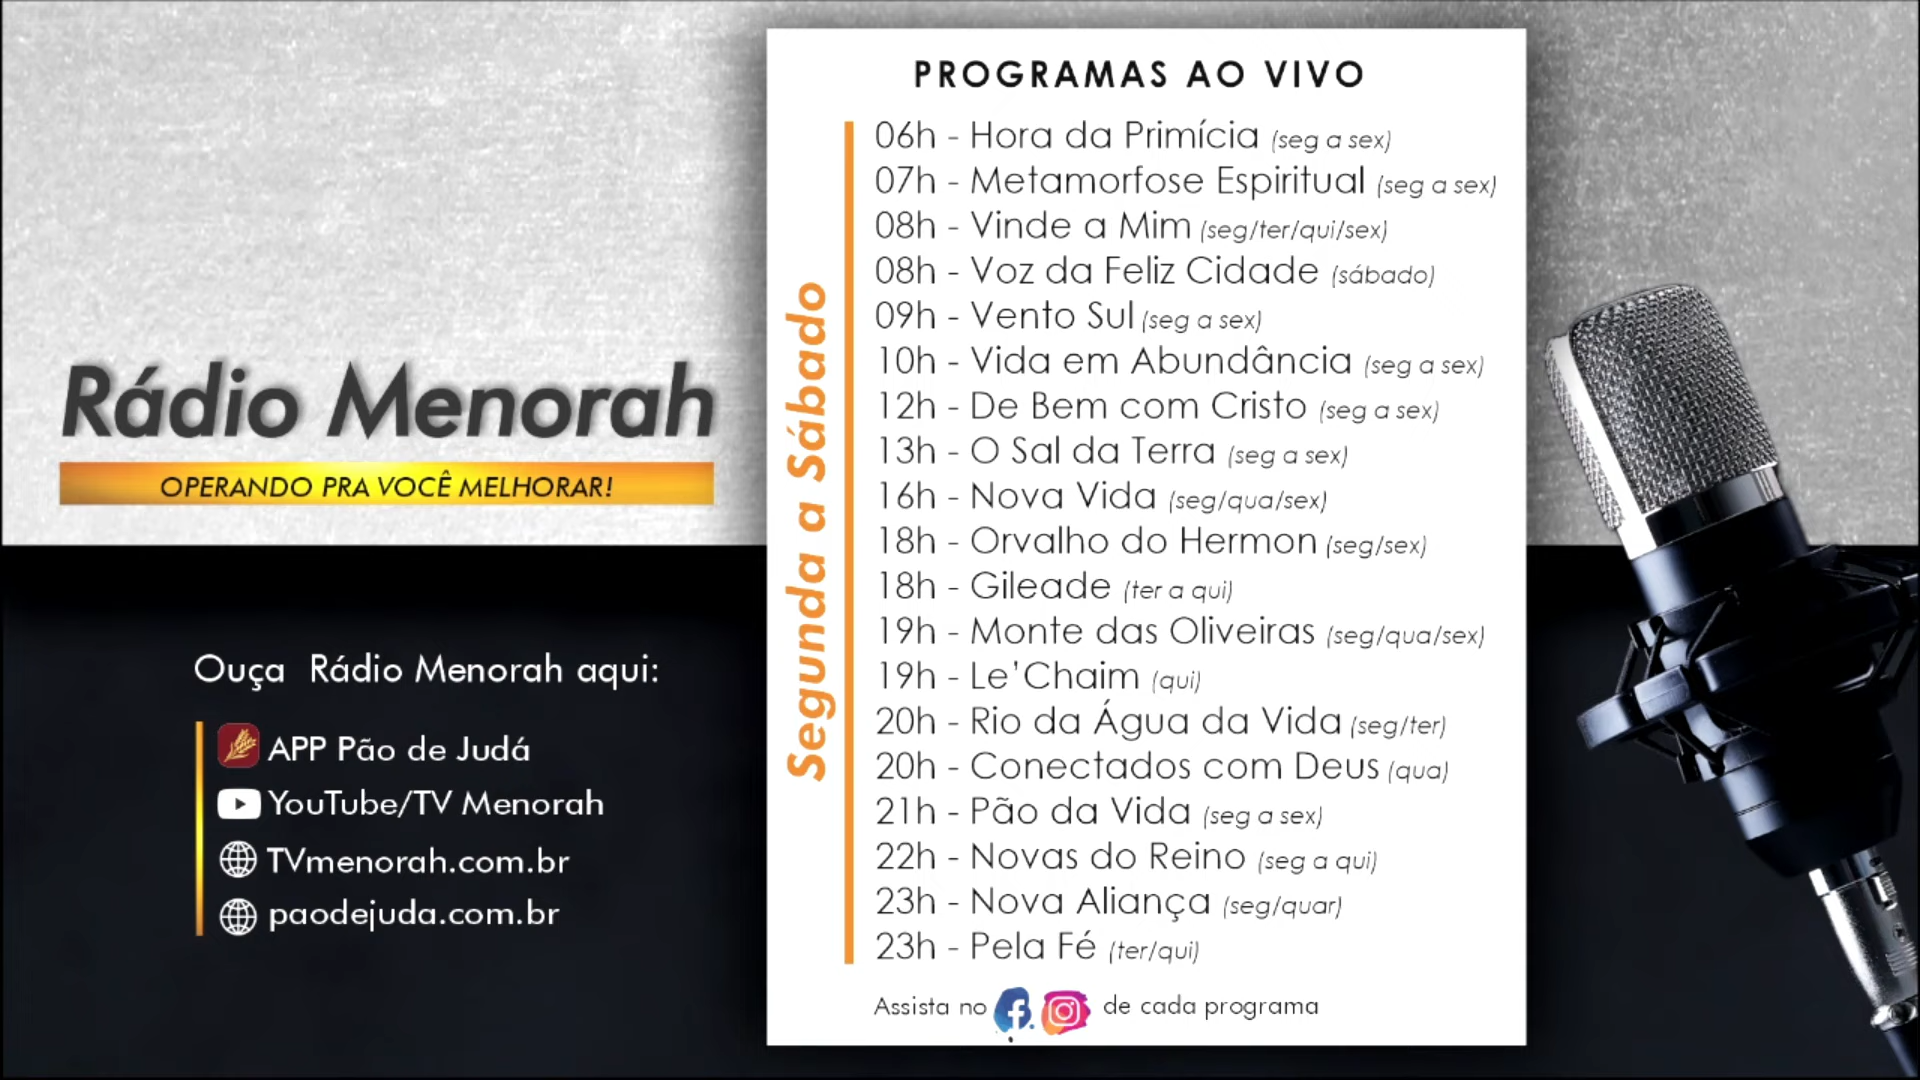 Rádio Menorah
OPERANDO PRA VOCÊ MELHORAR!
Ouça Rádio Menorah aqui:
APP Pão de Judá
YouTube/TV Menorah
TVmenorah.com.br
paodejuda.com.br
PROGRAMAS AO VIVO
Segunda a Sábado
06h - Hora da Primícia (seg a sex)
07h - Metamorfose Espiritual (seg a sex)
08h - Vinde a Mim (seg/ter/qui/sex)
08h - Voz da Feliz Cidade (sábado)
09h - Vento Sul (seg a sex)
10h - Vida em Abundância (seg a sex)
12h - De Bem com Cristo (seg a sex)
13h - O Sal da Terra (seg a sex)
16h - Nova Vida (seg/qua/sex)
18h - Orvalho do Hermon (seg/sex)
18h - Gileade (ter a qui)
19h - Monte das Oliveiras (seg/qua/sex)
19h - Le’Chaim (qui)
20h - Rio da Água da Vida (seg/ter)
20h - Conectados com Deus (qua)
21h - Pão da Vida (seg a sex)
22h - Novas do Reino (seg a qui)
23h - Nova Aliança (seg/quar)
23h - Pela Fé (ter/qui)
Assista no de cada programa